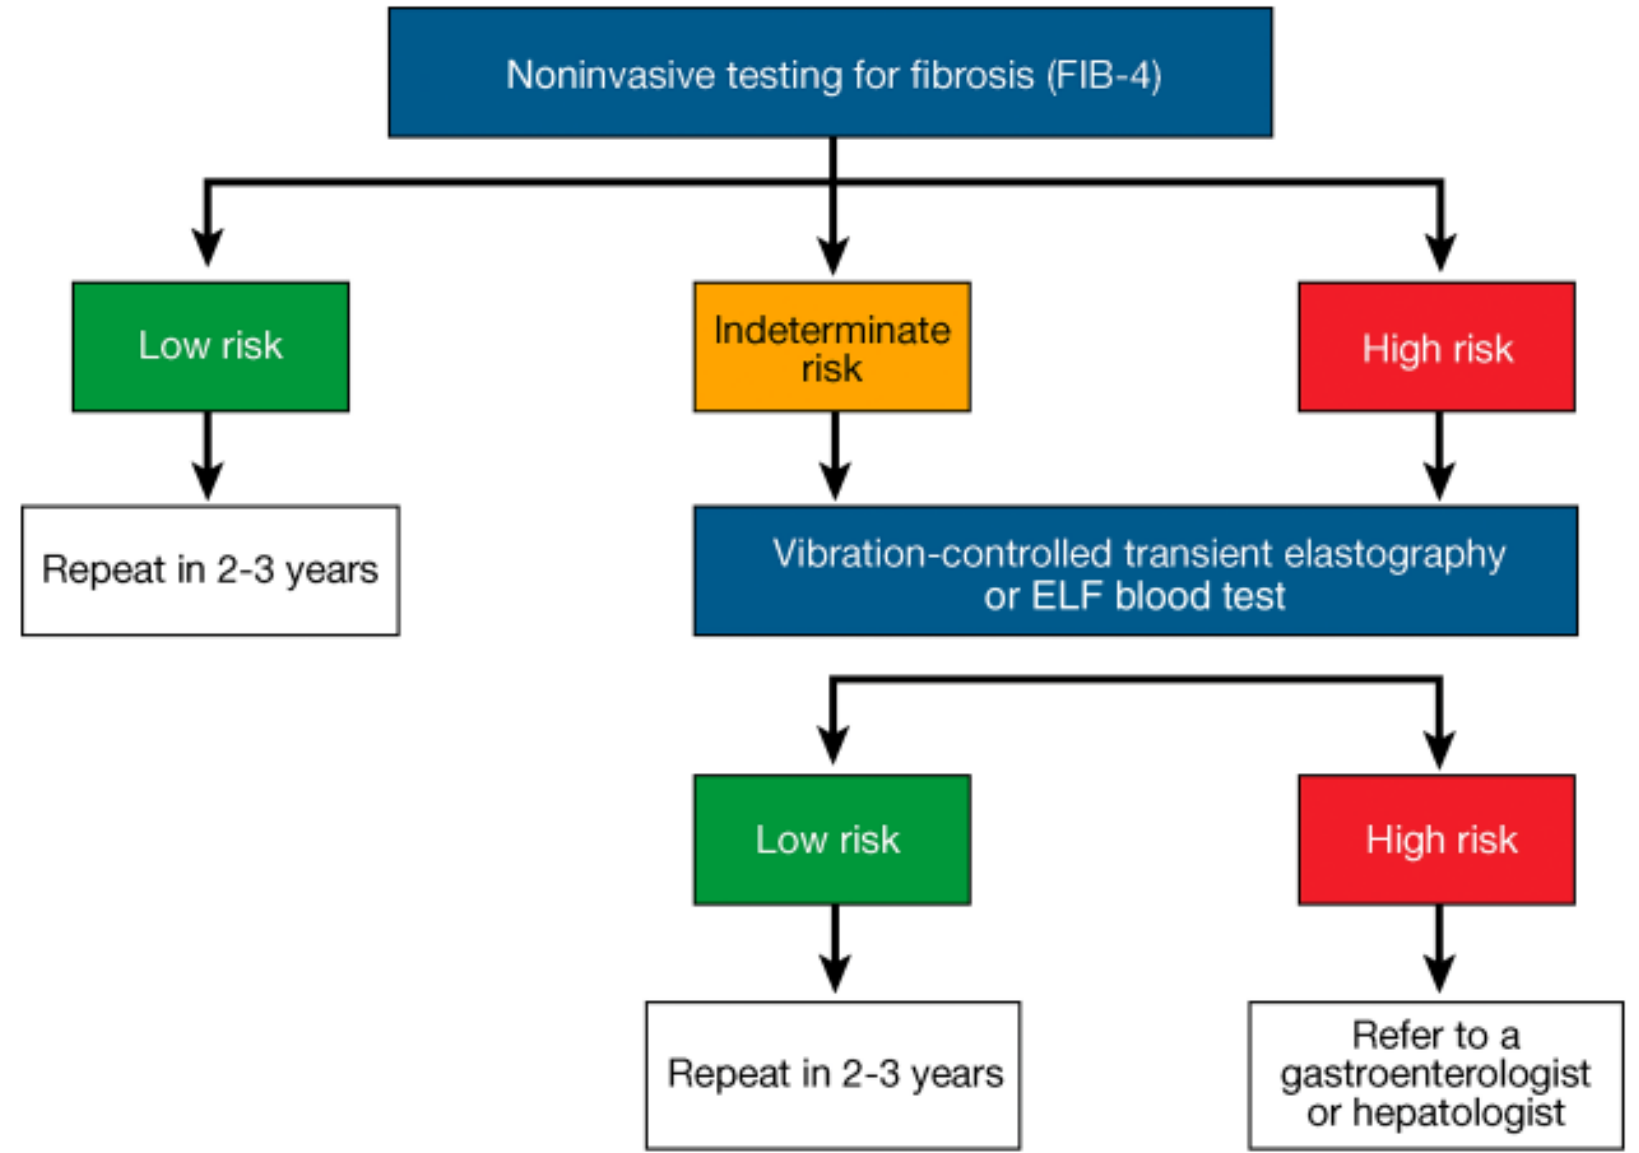 Noninvasive testing for fibrosis (FIB-4)
Low risk
Indeterminate
risk
High risk
Repeat in 2-3 years
Vibration-controlled transient elastography
or ELF blood test
Low risk
High risk
Repeat in 2-3 years
Refer to a
gastroenterologist
or hepatologist